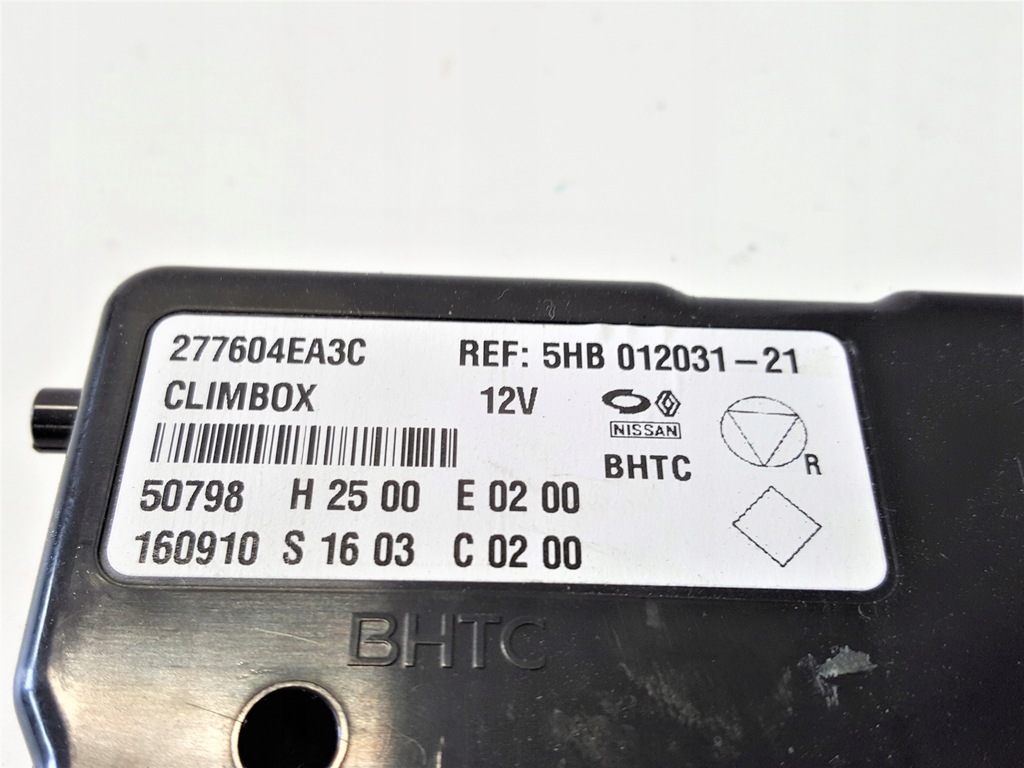 277604EA3C REF: 5HB 012031-21
CLIMBOX 12V
NISSAN
BHTC
R
50798 H 25 00 E 02 00
160910 S 16 03 C 02 00
BHTC